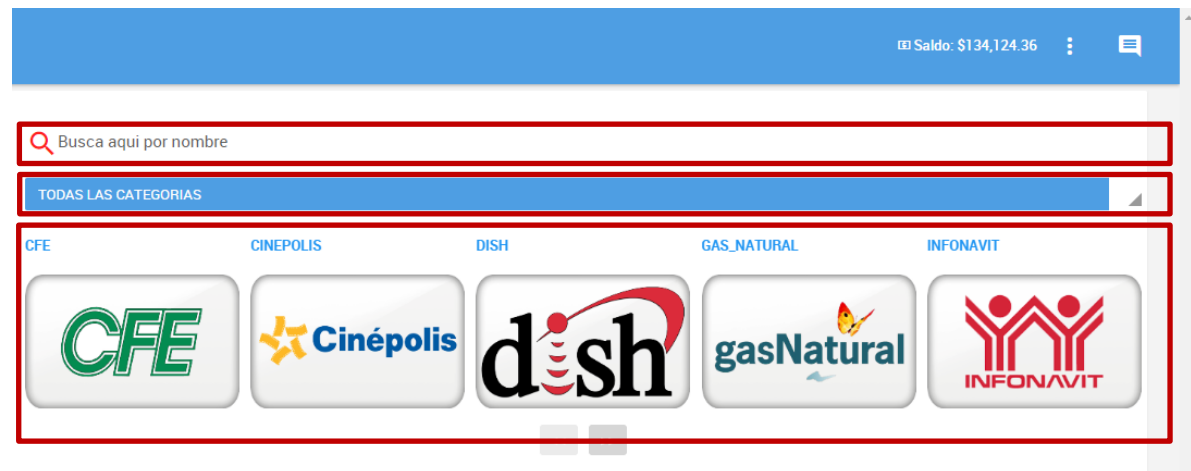 Saldo: $134,124.36
Busca aqui por nombre
TODAS LAS CATEGORIAS
CFE CINEPOLIS DISH GAS_NATURAL INFONAVIT
CFE Cinépolis dish gasNatural INFONAVIT